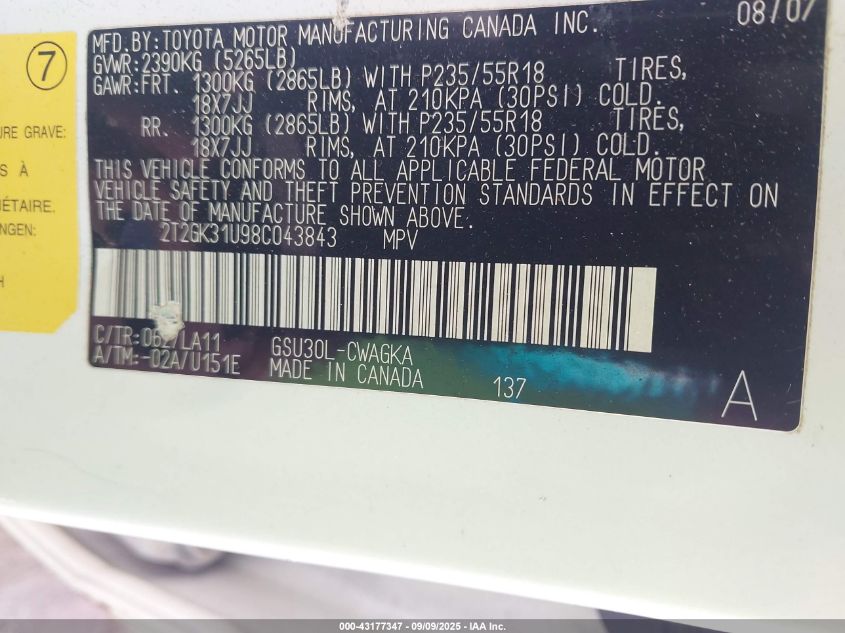 08/07
MFD. BY: TOYOTA MOTOR MANUFACTURING CANADA INC.
GVWR: 2390KG (5265LB)
GAWR: FRT. 1300KG (2865LB) WITH P235/55R18 TIRES,
18X7JJ RIMS, AT 210KPA (30PSI) COLD.
RR. 1300KG (2865LB) WITH P235/55R18 TIRES,
18X7JJ RIMS, AT 210KPA (30PSI) COLD.
THIS VEHICLE CONFORMS TO ALL APPLICABLE FEDERAL MOTOR
VEHICLE SAFETY AND THEFT PREVENTION STANDARDS IN EFFECT ON
THE DATE OF MANUFACTURE SHOWN ABOVE.
2T2GK31U98C043843 MPV
C/TR: /LA11 GSU30L-CWAGKA
A/TM: -02A/U151E MADE IN CANADA
137
A
7
URE GRAVE:
S À
ÉTAIRE.
NGEN:
H
000-43177347 - 09/09/2025 - IAA Inc.